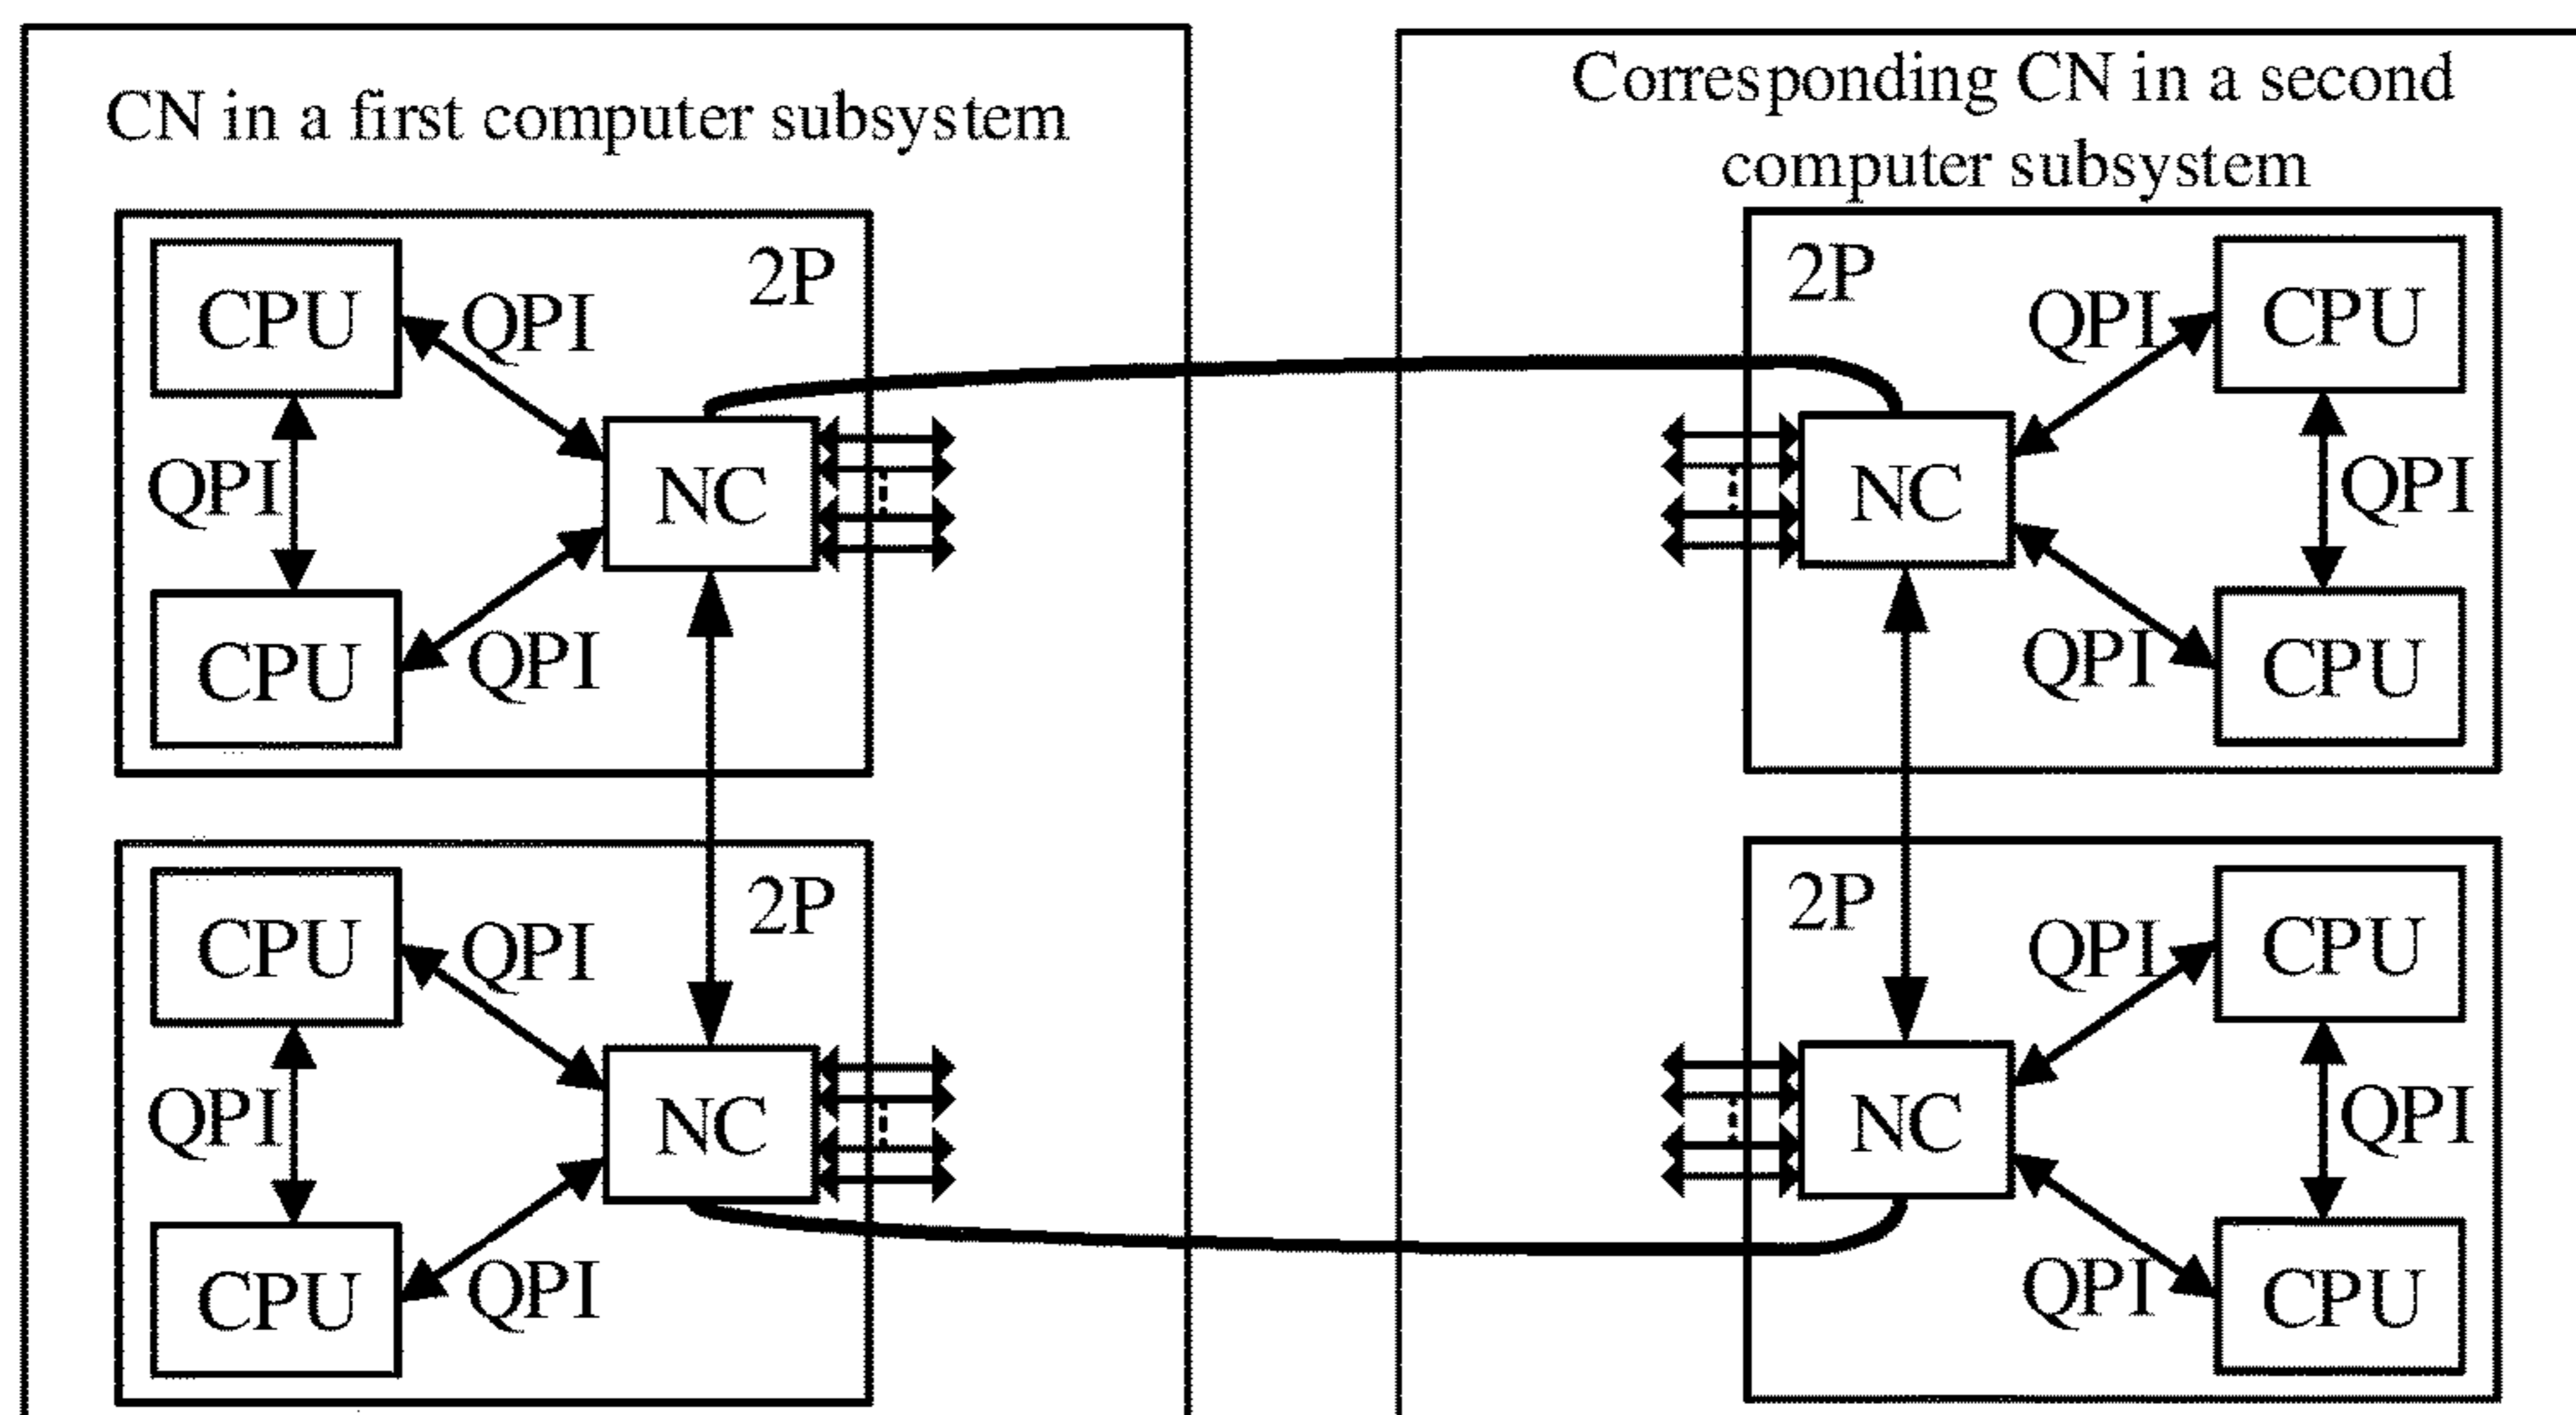 CN in a first computer subsystem
2P
CPU
QPI
QPI
NC
CPU
QPI
2P
CPU
QPI
QPI
NC
CPU
QPI
Corresponding CN in a second
computer subsystem
2P
QPI
CPU
NC
QPI
QPI
CPU
2P
QPI
CPU
NC
QPI
QPI
CPU